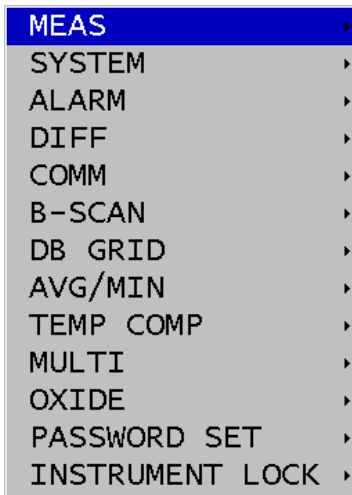 MEAS
SYSTEM
ALARM
DIFF
COMM
B-SCAN
DB GRID
AVG/MIN
TEMP COMP
MULTI
OXIDE
PASSWORD SET
INSTRUMENT LOCK